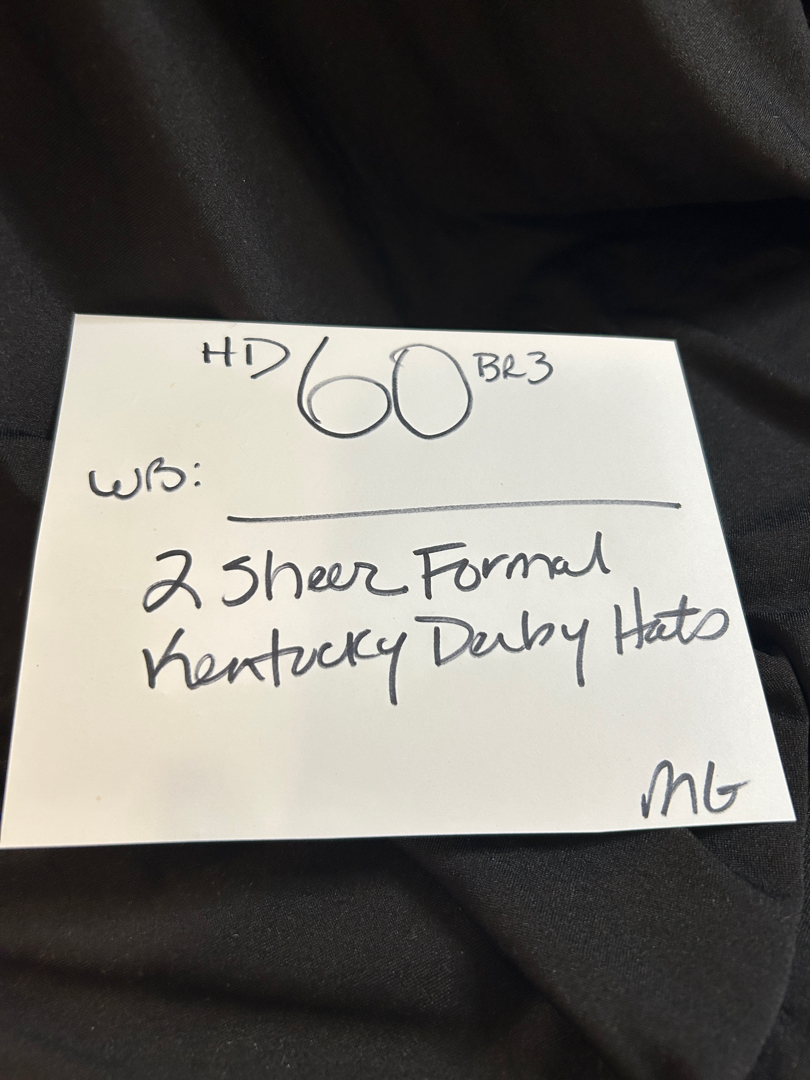 HD 60 BR3
WB:
2 Sheer Formal
Kentucky Derby Hats
MG